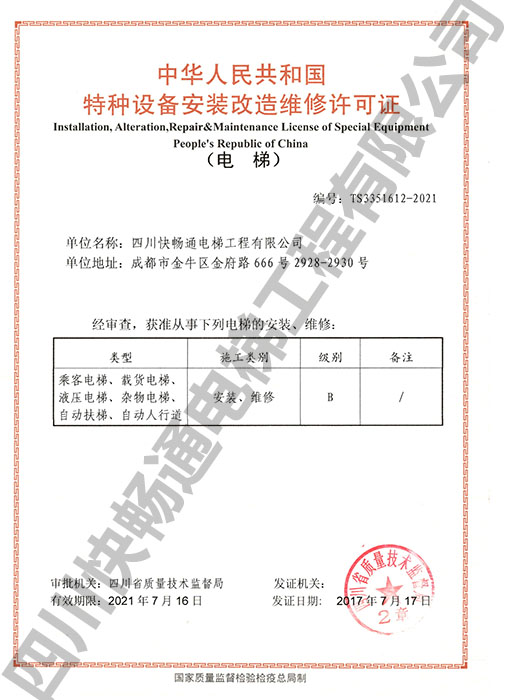 中华人民共和国
特种设备安装改造维修许可证
Installation, Alteration,Repair&Maintenance License of Special Equipment
People's Republic of China
（电 梯）
编号：TS3351612-2021
单位名称：四川快畅通电梯工程有限公司
单位地址：成都市金牛区金府路 666 号 2928-2930 号
经审查，获准从事下列电梯的安装、维修：
类型 施工类别 级别 备注
乘客电梯、载货电梯、
液压电梯、杂物电梯、 安装、维修 B /
自动扶梯、自动人行道
审批机关：四川省质量技术监督局 发证机关：
有效期限：2021 年 7 月 16 日 发证日期： 2017 年 7 月 17 日
四川省质量技术监督局
2章
国家质量监督检验检疫总局制
四川快畅通电梯工程有限公司